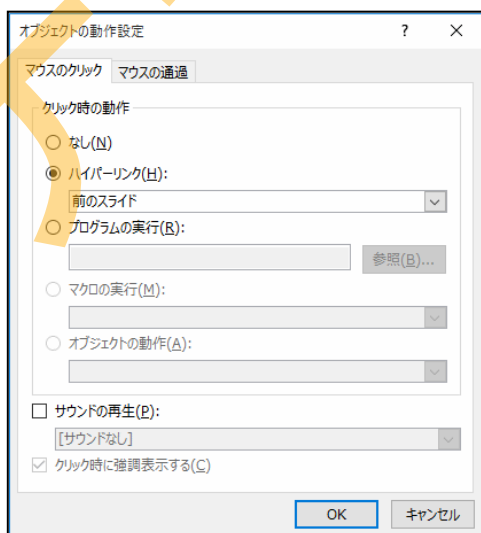 オブジェクトの動作設定 ? ×
マウスのクリック マウスの通過
クリック時の動作
なし(N)
ハイパーリンク(H):
前のスライド
プログラムの実行(R):
参照(B)...
マクロの実行(M):
オブジェクトの動作(A):
サウンドの再生(P):
[サウンドなし]
クリック時に強調表示する(C)
OK キャンセル